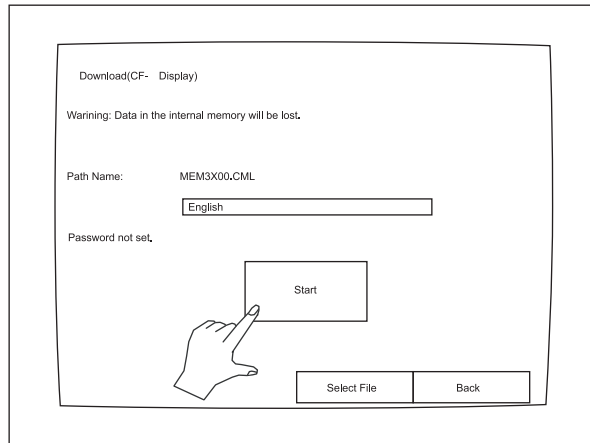 Download(CF- Display)
Warining: Data in the internal memory will be lost.
Path Name: MEM3X00.CML
English
Password not set.
Start
Select File Back